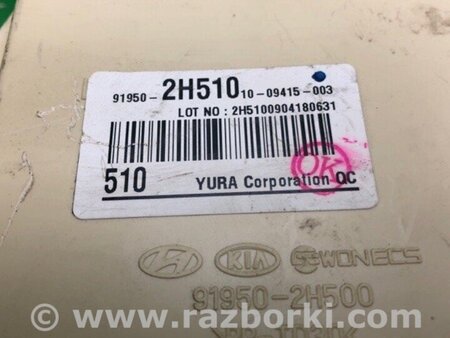 91950- 2H510 10-09415-003
LOT NO : 2H5100904180631
510 YURA Corporation QC
OK
KIA WONECS
91950-2H500
www.razborki.com